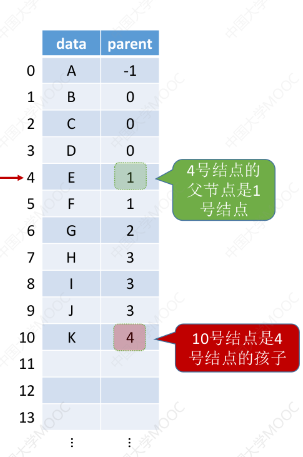 data parent
0 A -1
1 B 0
2 C 0
3 D 0
4 E 1
4号结点的
父节点是1
号结点
5 F 1
6 G 2
7 H 3
8 I 3
9 J 3
10 K 4
10号结点是4
号结点的孩子
11
12
13
⋮ ⋮
中国大学MOOC